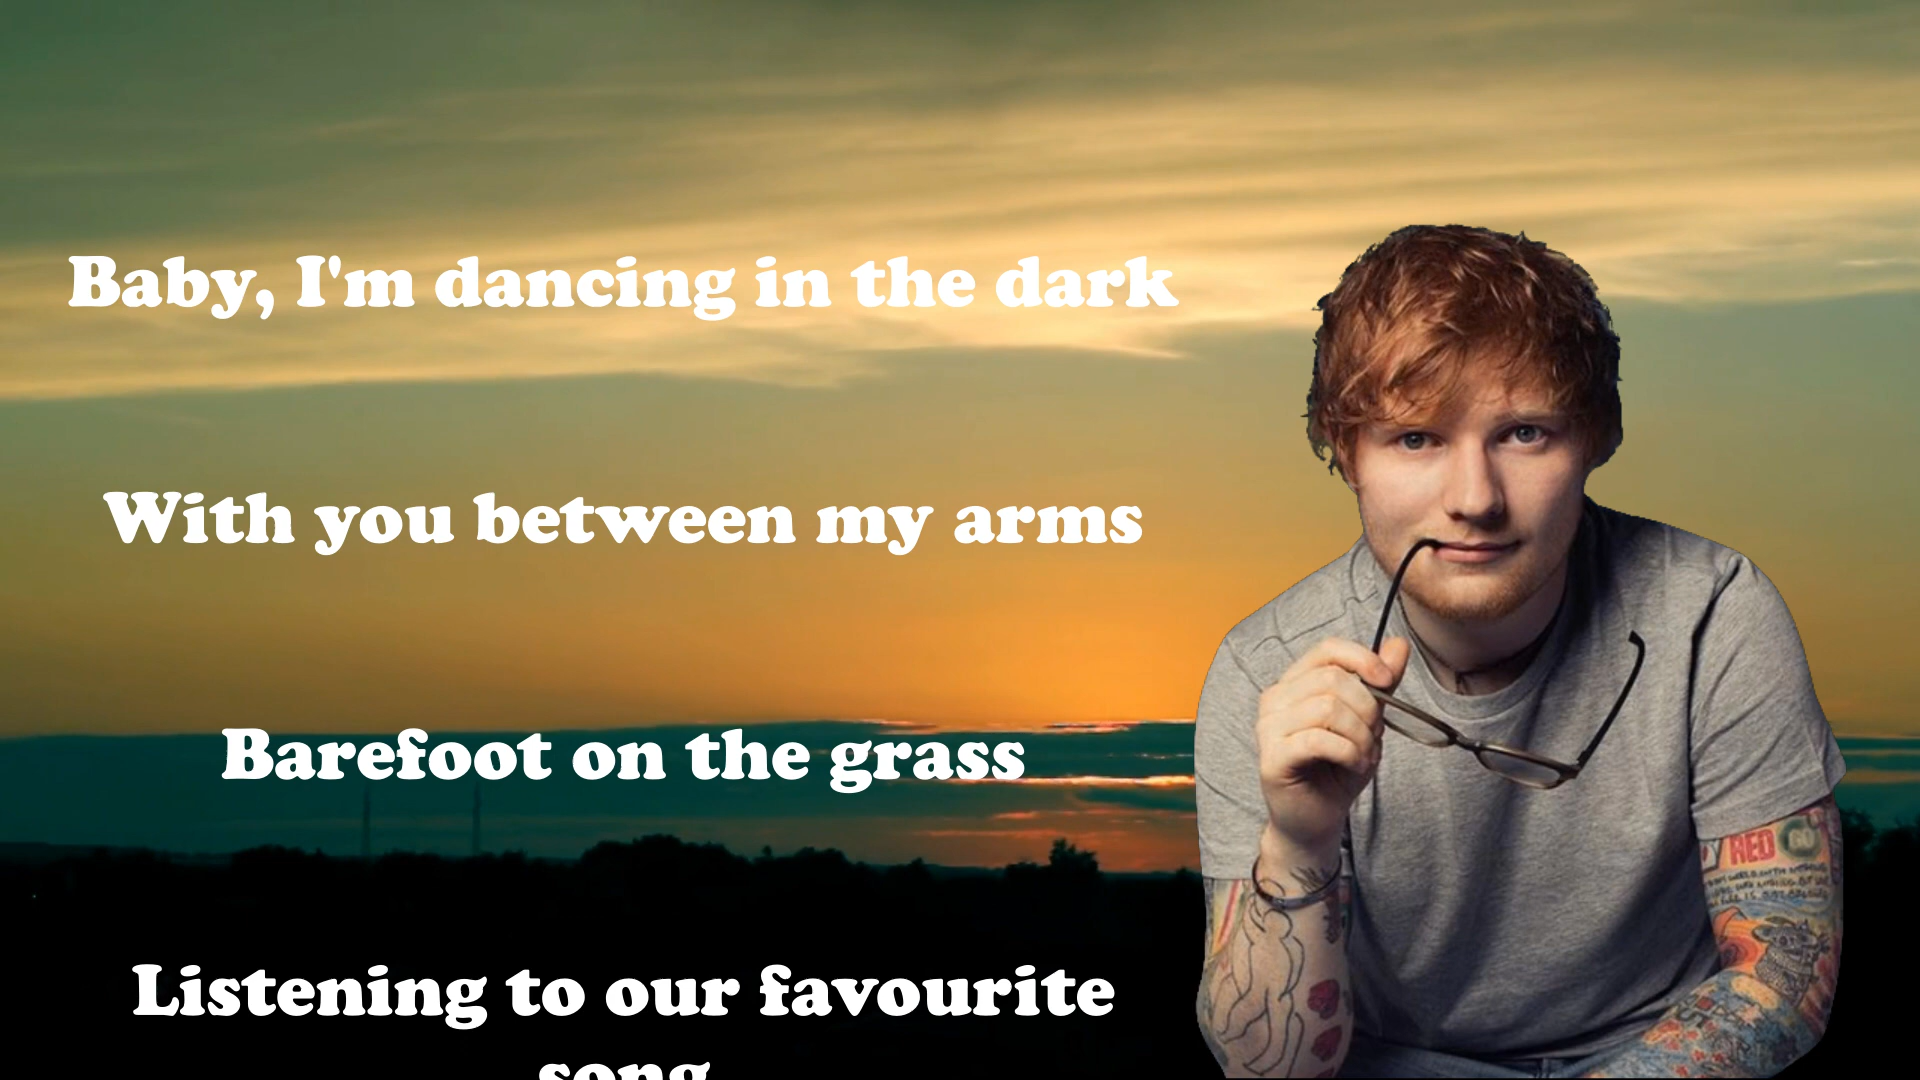 Baby, I'm dancing in the dark
With you between my arms
Barefoot on the grass
Listening to our favourite
song
RED